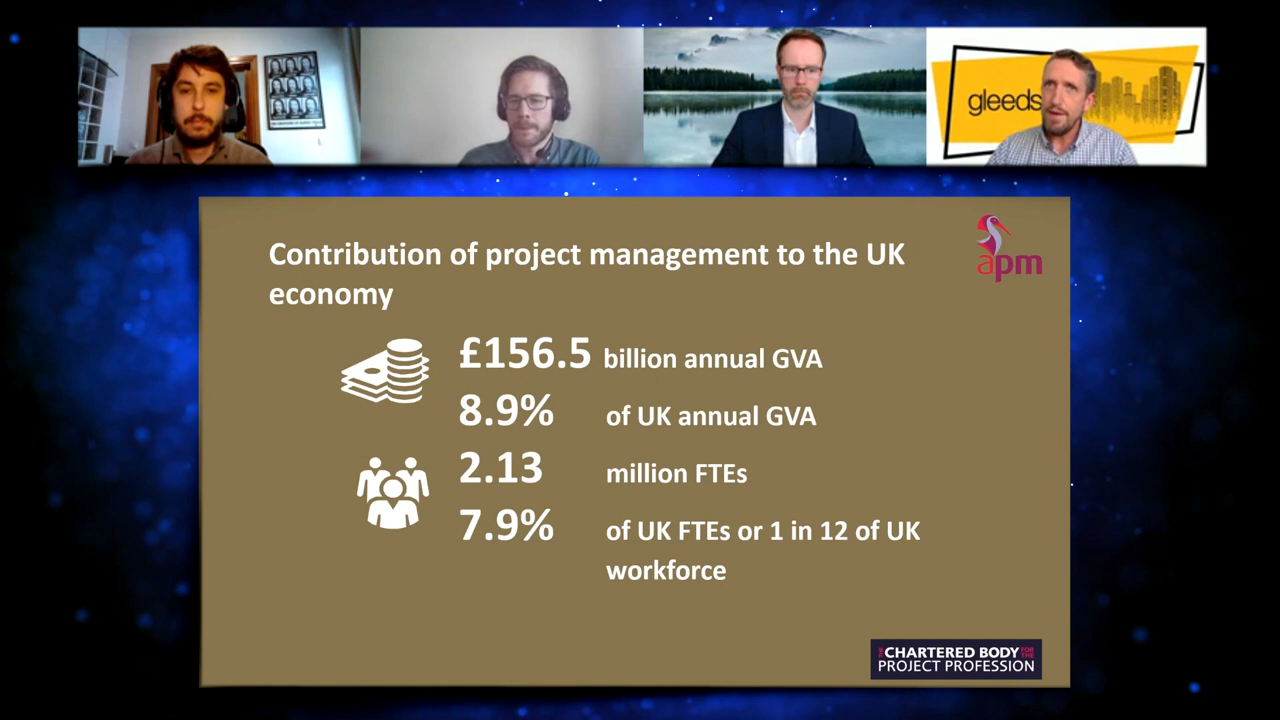 gleeds
Contribution of project management to the UK
economy
apm
£156.5 billion annual GVA
8.9% of UK annual GVA
2.13 million FTEs
7.9% of UK FTEs or 1 in 12 of UK
workforce
THE CHARTERED BODY FOR THE
PROJECT PROFESSION